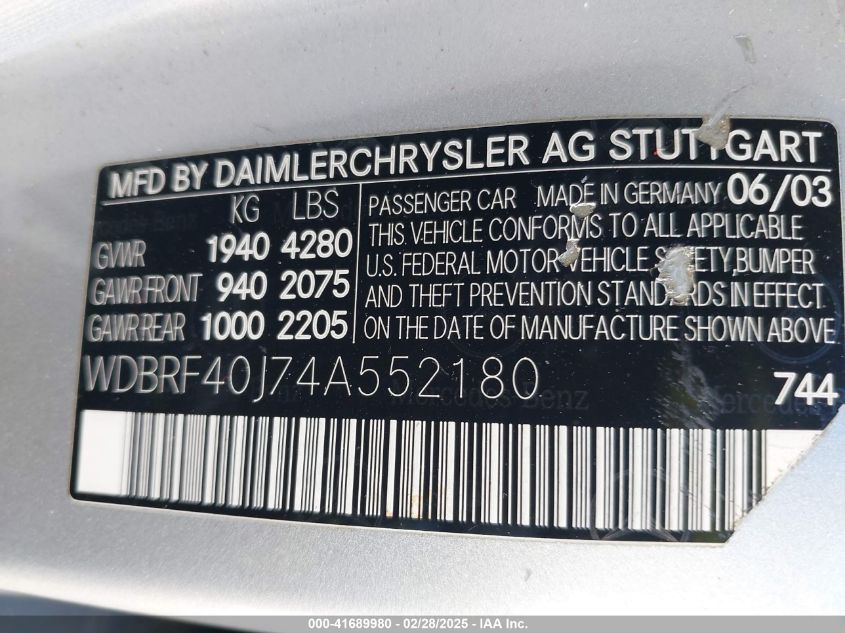 MFD BY DAIMLERCHRYSLER AG STUTTGART
KG LBS
GVWR 1940 4280
GAWR FRONT 940 2075
GAWR REAR 1000 2205
PASSENGER CAR MADE IN GERMANY 06/03
THIS VEHICLE CONFORMS TO ALL APPLICABLE
U.S. FEDERAL MOTOR VEHICLE SAFETY, BUMPER
AND THEFT PREVENTION STANDARDS IN EFFECT
ON THE DATE OF MANUFACTURE SHOWN ABOVE
WDBRF40J74A552180
744
Mercedes-Benz
000-41689980 - 02/28/2025 - IAA Inc.